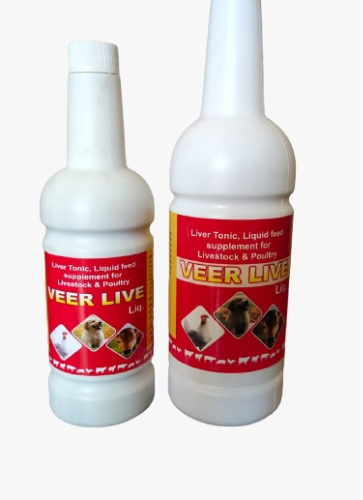 Liver Tonic, Liquid feed
supplement for
Livestock & Poultry
VEER LIVE
Liq.
Liver Tonic, Liquid feed
supplement for
Livestock & Poultry
VEER LIVE
Liq.